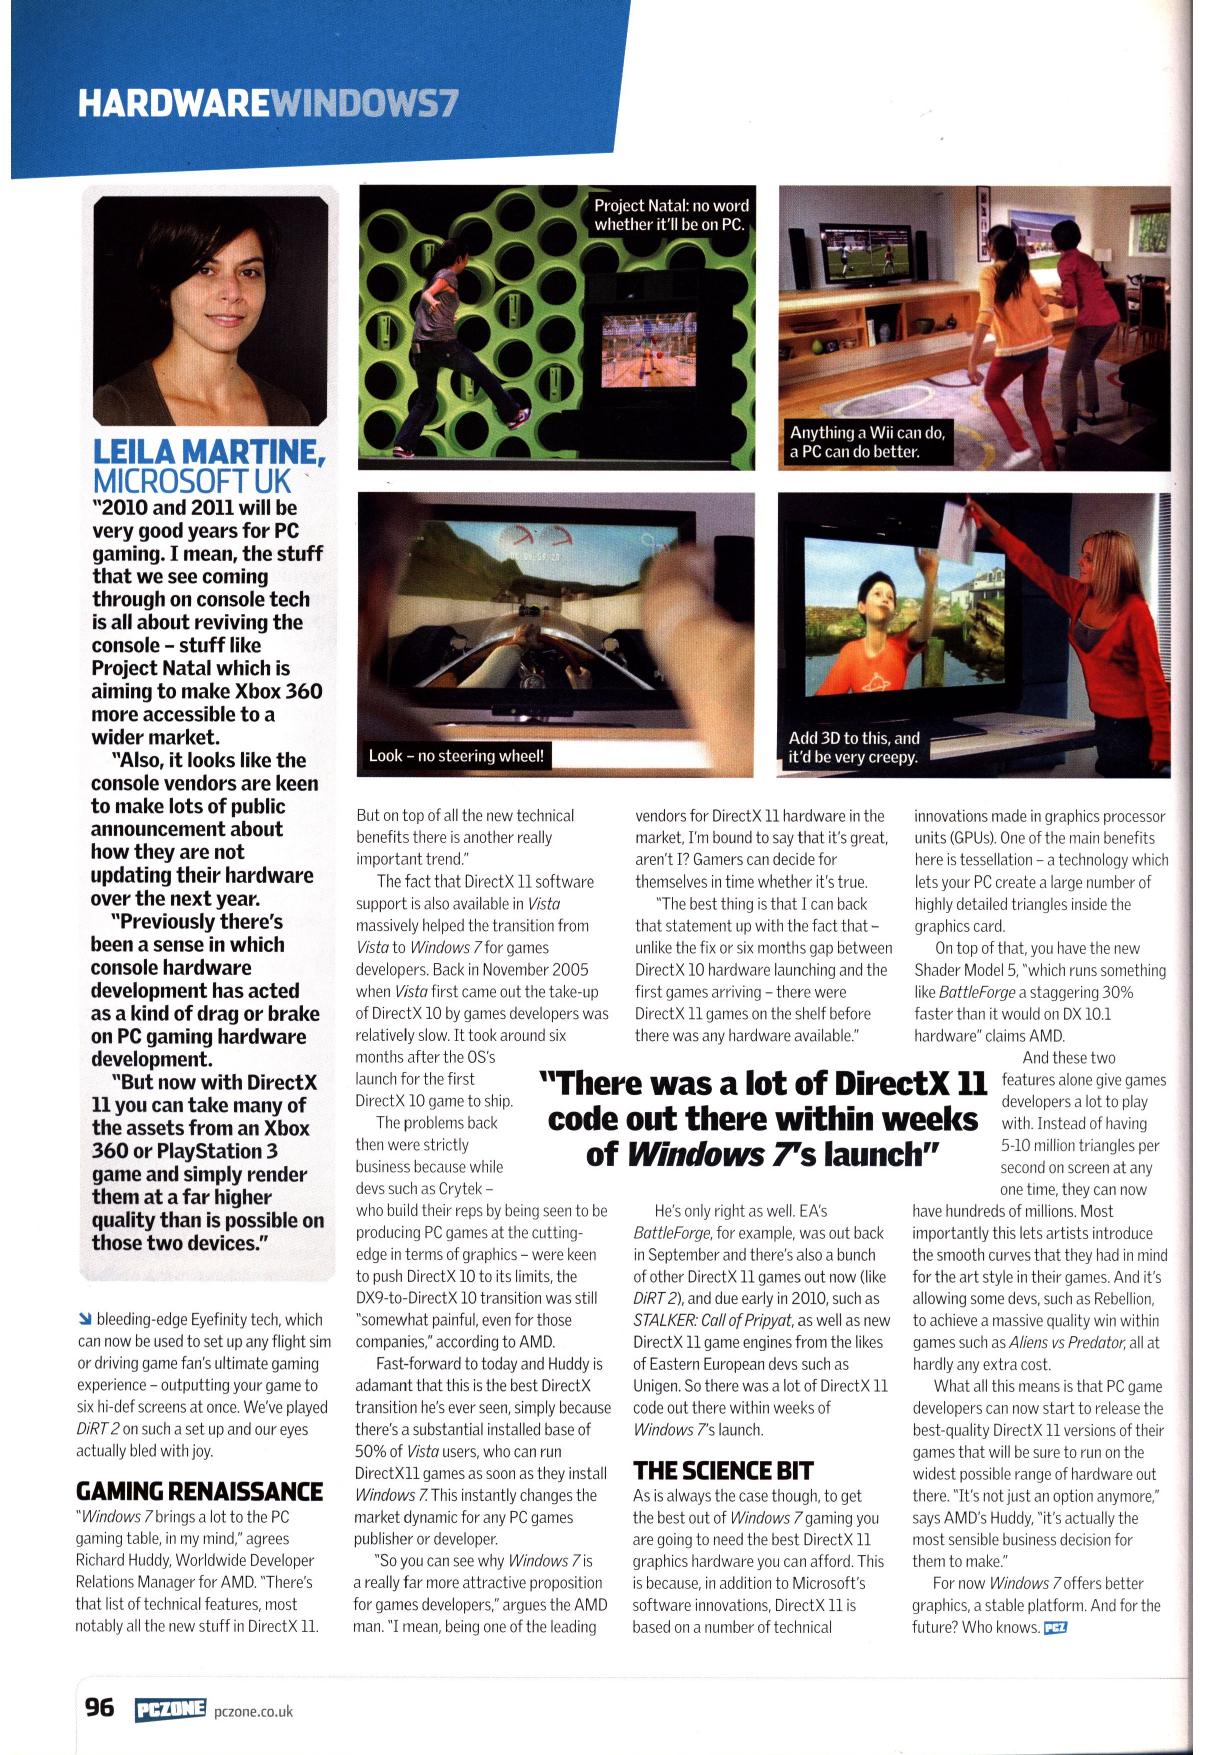 HARDWAREWINDOWS7
LEILA MARTINE,
MICROSOFT UK
"2010 and 2011 will be
very good years for PC
gaming. I mean, the stuff
that we see coming
through on console tech
is all about reviving the
console – stuff like
Project Natal which is
aiming to make Xbox 360
more accessible to a
wider market.
"Also, it looks like the
console vendors are keen
to make lots of public
announcement about
how they are not
updating their hardware
over the next year.
"Previously there's
been a sense in which
console hardware
development has acted
as a kind of drag or brake
on PC gaming hardware
development.
"But now with DirectX
11 you can take many of
the assets from an Xbox
360 or PlayStation 3
game and simply render
them at a far higher
quality than is possible on
those two devices."
Project Natal: no word
whether it'll be on PC.
Anything a Wii can do,
a PC can do better.
Look – no steering wheel!
Add 3D to this, and
it'd be very creepy.
bleeding-edge Eyefinity tech, which
can now be used to set up any flight sim
or driving game fan's ultimate gaming
experience – outputting your game to
six hi-def screens at once. We've played
DiRT 2 on such a set up and our eyes
actually bled with joy.
GAMING RENAISSANCE
"Windows 7 brings a lot to the PC
gaming table, in my mind," agrees
Richard Huddy, Worldwide Developer
Relations Manager for AMD. "There's
that list of technical features, most
notably all the new stuff in DirectX 11.
But on top of all the new technical
benefits there is another really
important trend."
The fact that DirectX 11 software
support is also available in Vista
massively helped the transition from
Vista to Windows 7 for games
developers. Back in November 2005
when Vista first came out the take-up
of DirectX 10 by games developers was
relatively slow. It took around six
months after the OS's
launch for the first
DirectX 10 game to ship.
The problems back
then were strictly
business because while
devs such as Crytek –
who build their reps by being seen to be
producing PC games at the cutting-
edge in terms of graphics – were keen
to push DirectX 10 to its limits, the
DX9-to-DirectX 10 transition was still
"somewhat painful, even for those
companies," according to AMD.
Fast-forward to today and Huddy is
adamant that this is the best DirectX
transition he's ever seen, simply because
there's a substantial installed base of
50% of Vista users, who can run
DirectX11 games as soon as they install
Windows 7. This instantly changes the
market dynamic for any PC games
publisher or developer.
"So you can see why Windows 7 is
a really far more attractive proposition
for games developers," argues the AMD
man. "I mean, being one of the leading
vendors for DirectX 11 hardware in the
market, I'm bound to say that it's great,
aren't I? Gamers can decide for
themselves in time whether it's true.
"The best thing is that I can back
that statement up with the fact that –
unlike the fix or six months gap between
DirectX 10 hardware launching and the
first games arriving – there were
DirectX 11 games on the shelf before
there was any hardware available."
"There was a lot of DirectX 11
code out there within weeks
of Windows 7's launch"
He's only right as well. EA's
BattleForge, for example, was out back
in September and there's also a bunch
of other DirectX 11 games out now (like
DiRT 2), and due early in 2010, such as
STALKER: Call of Pripyat, as well as new
DirectX 11 game engines from the likes
of Eastern European devs such as
Unigen. So there was a lot of DirectX 11
code out there within weeks of
Windows 7's launch.
THE SCIENCE BIT
As is always the case though, to get
the best out of Windows 7 gaming you
are going to need the best DirectX 11
graphics hardware you can afford. This
is because, in addition to Microsoft's
software innovations, DirectX 11 is
based on a number of technical
innovations made in graphics processor
units (GPUs). One of the main benefits
here is tessellation – a technology which
lets your PC create a large number of
highly detailed triangles inside the
graphics card.
On top of that, you have the new
Shader Model 5, "which runs something
like BattleForge a staggering 30%
faster than it would on DX 10.1
hardware" claims AMD.
And these two
features alone give games
developers a lot to play
with. Instead of having
5-10 million triangles per
second on screen at any
one time, they can now
have hundreds of millions. Most
importantly this lets artists introduce
the smooth curves that they had in mind
for the art style in their games. And it's
allowing some devs, such as Rebellion,
to achieve a massive quality win within
games such as Aliens vs Predator, all at
hardly any extra cost.
What all this means is that PC game
developers can now start to release the
best-quality DirectX 11 versions of their
games that will be sure to run on the
widest possible range of hardware out
there. "It's not just an option anymore,"
says AMD's Huddy, "it's actually the
most sensible business decision for
them to make."
For now Windows 7 offers better
graphics, a stable platform. And for the
future? Who knows. PCZ
96 PCZONE pczone.co.uk